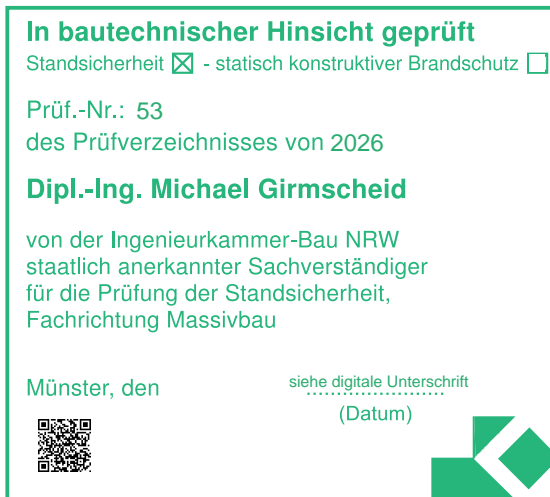 In bautechnischer Hinsicht geprüft
Standsicherheit ☒ - statisch konstruktiver Brandschutz ☐
Prüf.-Nr.: 53
des Prüfverzeichnisses von 2026
Dipl.-Ing. Michael Girmscheid
von der Ingenieurkammer-Bau NRW
staatlich anerkannter Sachverständiger
für die Prüfung der Standsicherheit,
Fachrichtung Massivbau
Münster, den siehe digitale Unterschrift
(Datum)